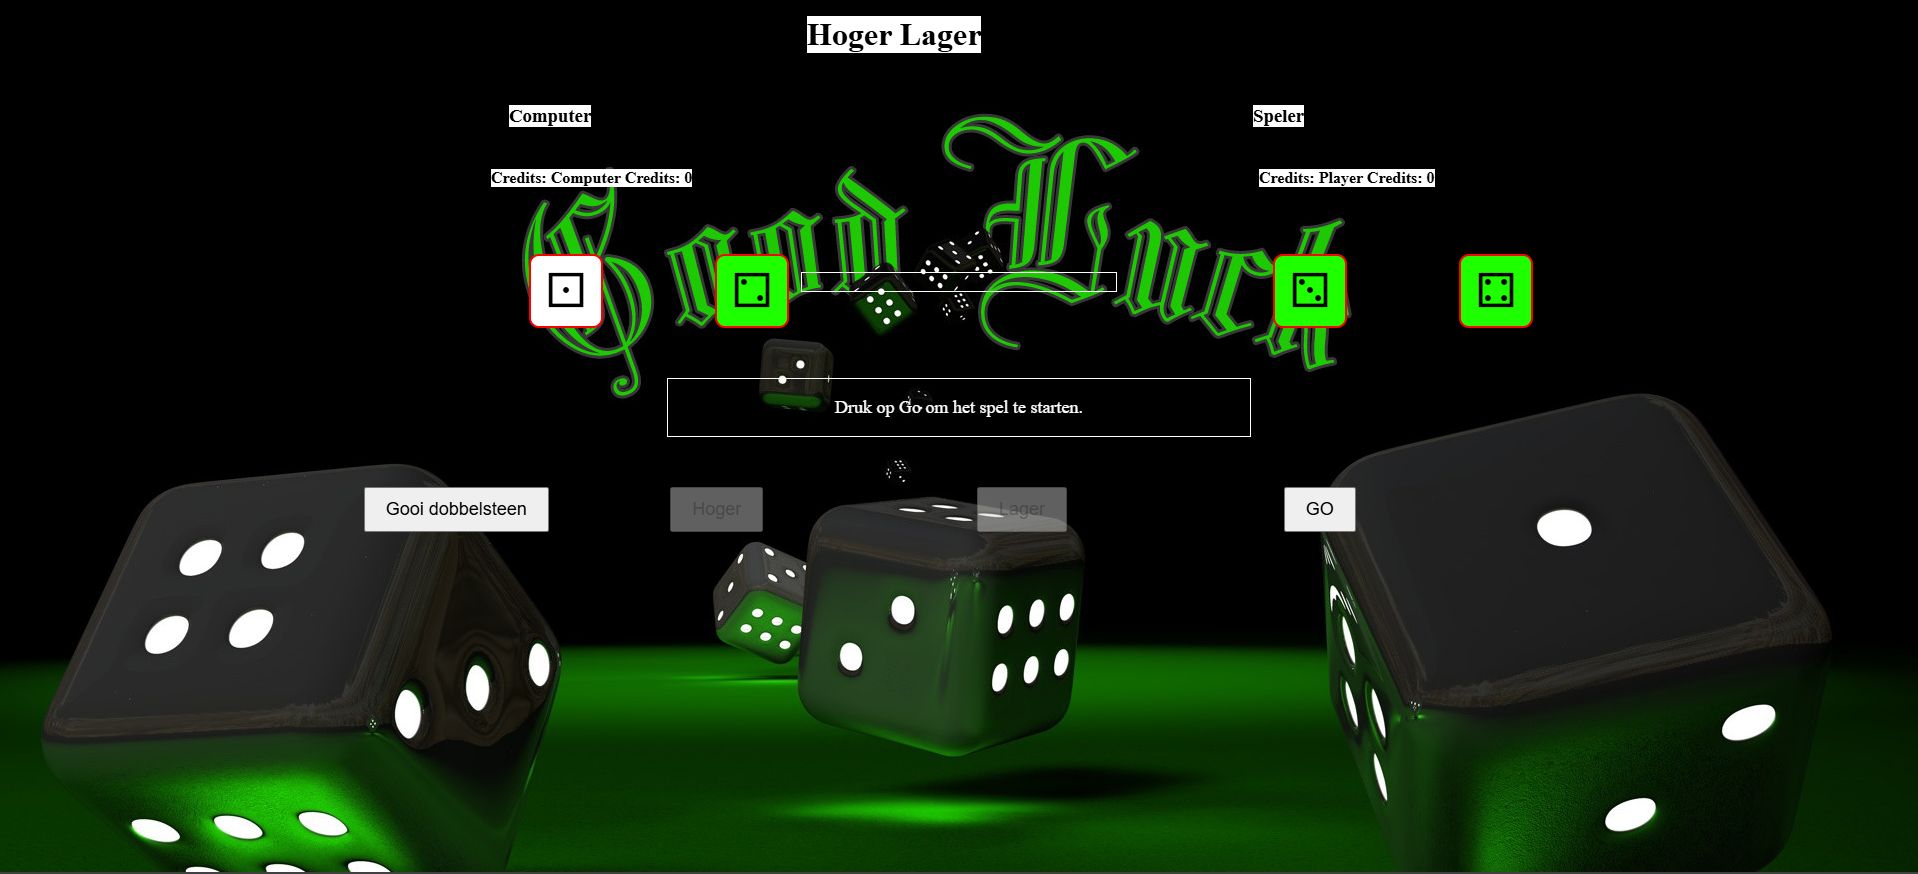 Hoger Lager
Computer
Speler
Credits: Computer Credits: 0
Credits: Player Credits: 0
Good Luck
Druk op Go om het spel te starten.
Gooi dobbelsteen
Hoger
Lager
GO